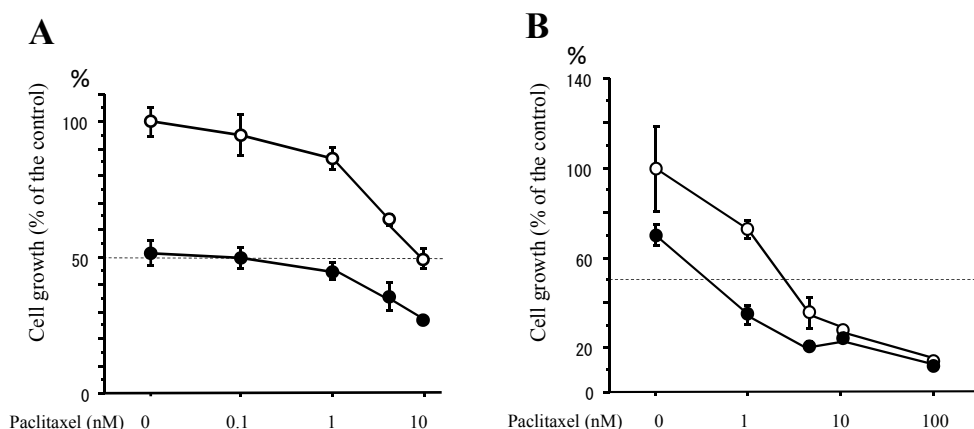 A
%
Cell growth (% of the control)
100
50
0
Paclitaxel (nM) 0 0.1 1 10
B
%
Cell growth (% of the control)
140
100
60
20
0
Paclitaxel (nM) 0 1 10 100